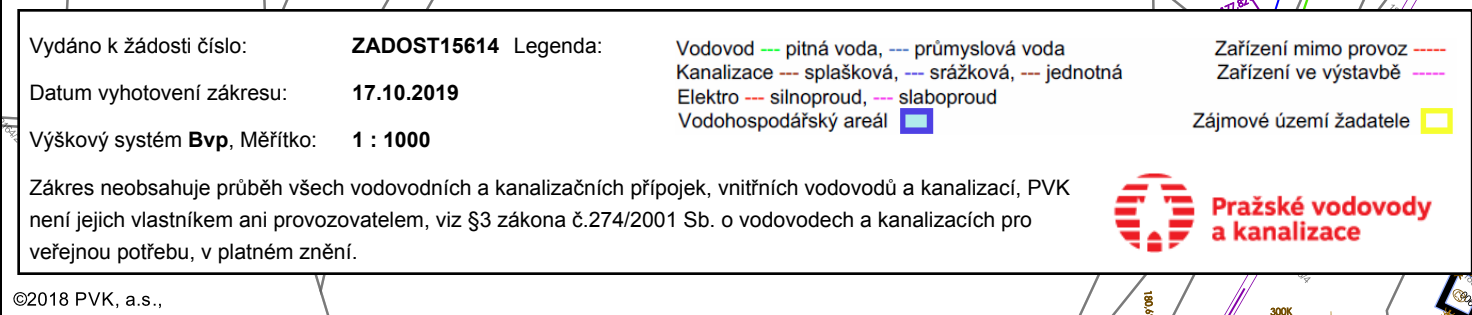 Vydáno k žádosti číslo: ZADOST15614 Legenda:
Datum vyhotovení zákresu: 17.10.2019
Výškový systém Bvp, Měřítko: 1 : 1000
Vodovod --- pitná voda, --- průmyslová voda
Kanalizace --- splašková, --- srážková, --- jednotná
Elektro --- silnoproud, --- slaboproud
Vodohospodářský areál
Zařízení mimo provoz -----
Zařízení ve výstavbě -----
Zájmové území žadatele
Zákres neobsahuje průběh všech vodovodních a kanalizačních přípojek, vnitřních vodovodů a kanalizací, PVK
není jejich vlastníkem ani provozovatelem, viz §3 zákona č.274/2001 Sb. o vodovodech a kanalizacích pro
veřejnou potřebu, v platném znění.
Pražské vodovody
a kanalizace
©2018 PVK, a.s.,
300K